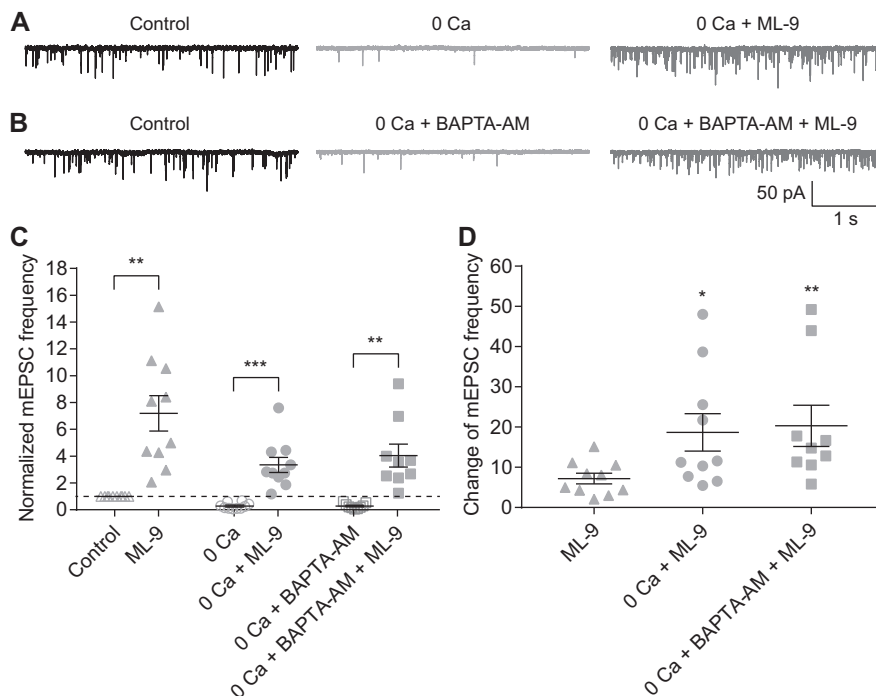 A
Control
0 Ca
0 Ca + ML-9
B
Control
0 Ca + BAPTA-AM
0 Ca + BAPTA-AM + ML-9
50 pA
1 s
C
Normalized mEPSC frequency
18
16
14
12
10
8
6
4
2
0
**
***
**
Control
ML-9
0 Ca
0 Ca + ML-9
0 Ca + BAPTA-AM
0 Ca + BAPTA-AM + ML-9
D
Change of mEPSC frequency
60
50
40
30
20
10
0
*
**
ML-9
0 Ca + ML-9
0 Ca + BAPTA-AM + ML-9